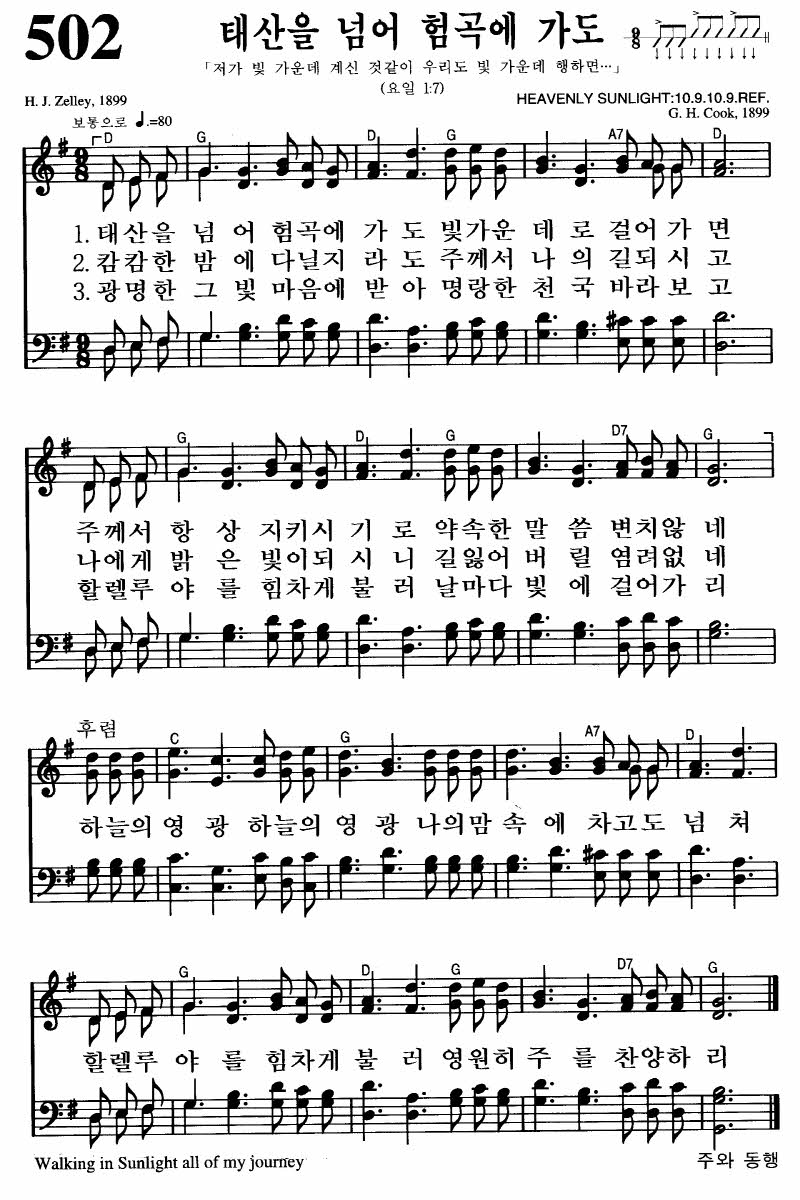 502
태산을 넘어 험곡에 가도
9
8
「저가 빛 가운데 계신 것같이 우리도 빛 가운데 행하면…」
(요일 1:7)
H. J. Zelley, 1899
HEAVENLY SUNLIGHT:10.9.10.9.REF.
G. H. Cook, 1899
보통으로 ♩.=80
D G D G A7 D
1. 태산을 넘 어 험곡에 가 도 빛가운 데 로 걸어가 면
2. 캄캄한 밤 에 다닐지 라 도 주께서 나 의 길되시 고
3. 광명한 그 빛 마음에 받 아 명랑한 천 국 바라보 고
G D G D7 G
주께서 항 상 지키시 기 로 약속한 말 씀 변치않 네
나에게 밝 은 빛이되 시 니 길잃어 버 릴 염려없 네
할렐루 야 를 힘차게 불 러 날마다 빛 에 걸어가 리
후렴
C G A7 D
하늘의 영 광 하늘의 영 광 나의맘 속 에 차고도 넘 쳐
G D G D7 G
할렐루 야 를 힘차게 불 러 영원히 주 를 찬양하 리
Walking in Sunlight all of my journey
주와 동행